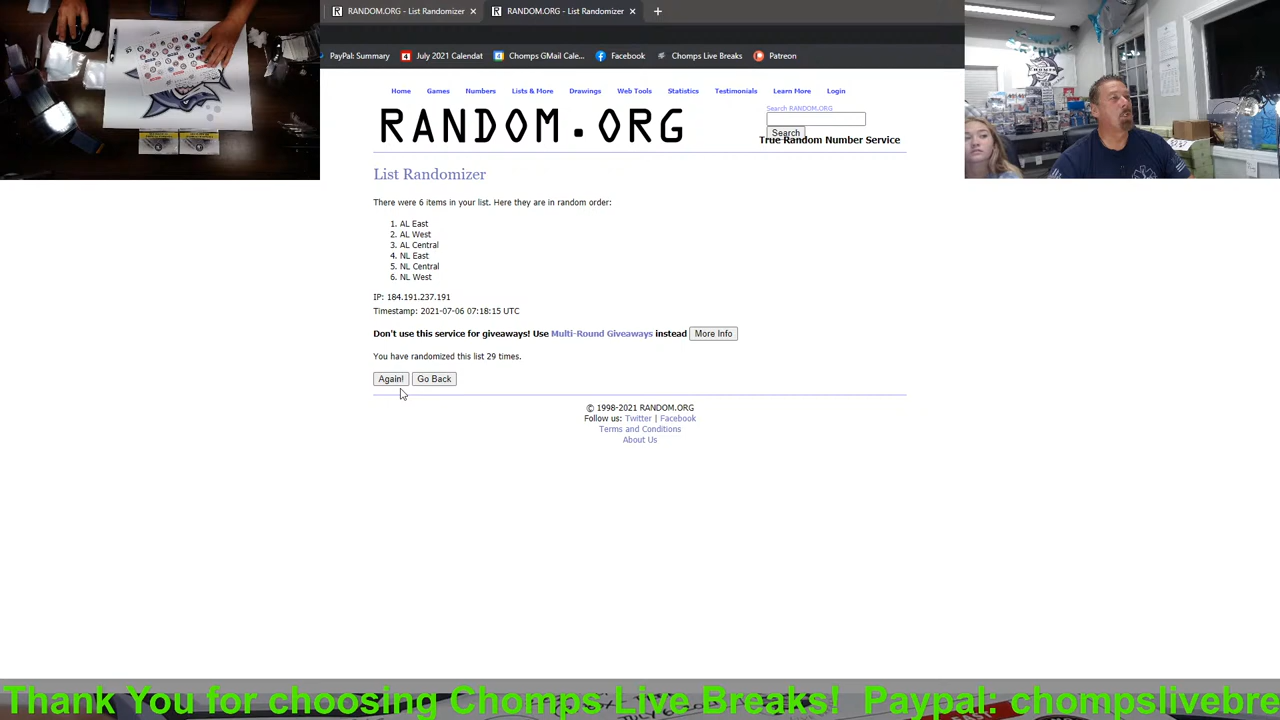 RANDOM.ORG - List Randomizer
RANDOM.ORG - List Randomizer
PayPal: Summary
July 2021 Calendat
Chomps GMail Cale...
Facebook
Chomps Live Breaks
Patreon
Home Games Numbers Lists & More Drawings Web Tools Statistics Testimonials Learn More Login
Search RANDOM.ORG
RANDOM.ORG
Search
True Random Number Service
List Randomizer
There were 6 items in your list. Here they are in random order:
1. AL East
2. AL West
3. AL Central
4. NL East
5. NL Central
6. NL West
IP: 184.191.237.191
Timestamp: 2021-07-06 07:18:15 UTC
Don't use this service for giveaways! Use Multi-Round Giveaways instead More Info
You have randomized this list 29 times.
Again! Go Back
© 1998-2021 RANDOM.ORG
Follow us: Twitter | Facebook
Terms and Conditions
About Us
Thank You for choosing Chomps Live Breaks! Paypal: chompslivebre